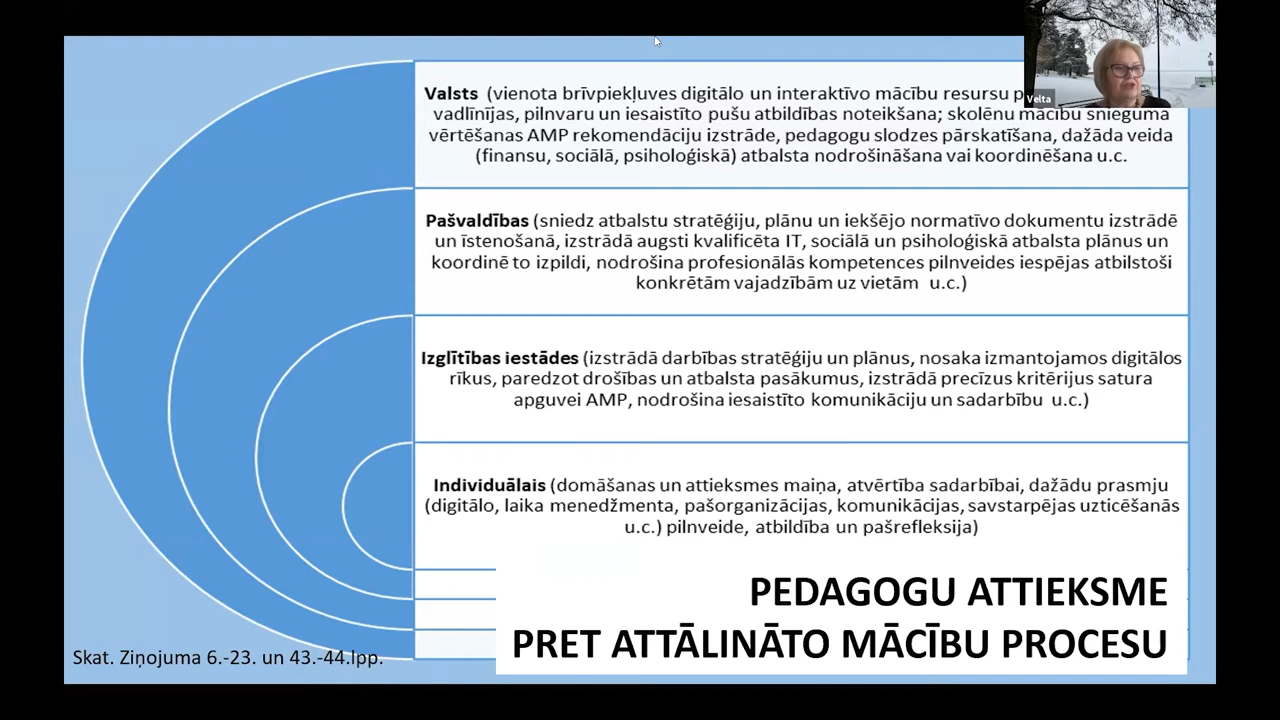 Valsts (vienota brīvpiekļuves digitālo un interaktīvo mācību resursu
vadlīnijas, pilnvaru un iesaistīto pušu atbildības noteikšana; skolēnu mācību snieguma
vērtēšanas AMP rekomendāciju izstrāde, pedagogu slodzes pārskatīšana, dažāda veida
(finansu, sociālā, psiholoģiskā) atbalsta nodrošināšana vai koordinēšana u.c.
Velta
Pašvaldības (sniedz atbalstu stratēģiju, plānu un iekšējo normatīvo dokumentu izstrādē
un īstenošanā, izstrādā augsti kvalificēta IT, sociālā un psiholoģiskā atbalsta plānus un
koordinē to izpildi, nodrošina profesionālās kompetences pilnveides iespējas atbilstoši
konkrētām vajadzībām uz vietām u.c.)
Izglītības iestādes (izstrādā darbības stratēģiju un plānus, nosaka izmantojamos digitālos
rīkus, paredzot drošības un atbalsta pasākumus, izstrādā precīzus kritērijus satura
apguvei AMP, nodrošina iesaistīto komunikāciju un sadarbību u.c.)
Individuālais (domāšanas un attieksmes maiņa, atvērtība sadarbībai, dažādu prasmju
(digitālo, laika menedžmenta, pašorganizācijas, komunikācijas, savstarpējas uzticēšanās
u.c.) pilnveide, atbildība un pašrefleksija)
PEDAGOGU ATTIEKSME
PRET ATTĀLINĀTO MĀCĪBU PROCESU
Skat. Ziņojuma 6.-23. un 43.-44.lpp.